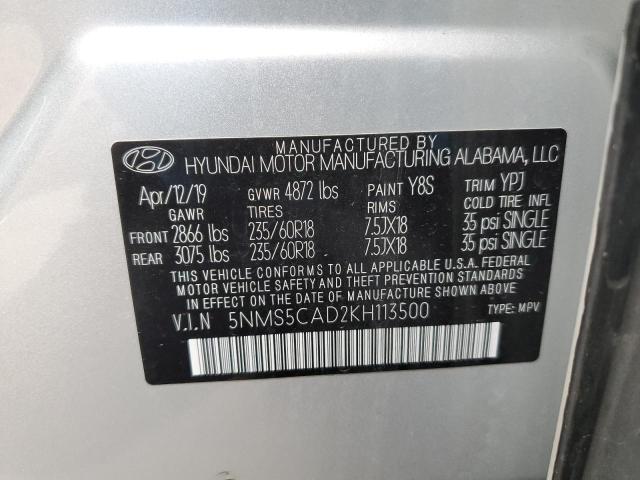 MANUFACTURED BY
HYUNDAI MOTOR MANUFACTURING ALABAMA, LLC
Apr/12/19 GVWR 4872 lbs PAINT Y8S TRIM YPJ
GAWR TIRES RIMS COLD TIRE INFL
FRONT 2866 lbs 235/60R18 7.5JX18 35 psi SINGLE
REAR 3075 lbs 235/60R18 7.5JX18 35 psi SINGLE
THIS VEHICLE CONFORMS TO ALL APPLICABLE U.S.A. FEDERAL
MOTOR VEHICLE SAFETY AND THEFT PREVENTION STANDARDS
IN EFFECT ON THE DATE OF MANUFACTURE SHOWN ABOVE
V.I.N 5NMS5CAD2KH113500 TYPE: MPV